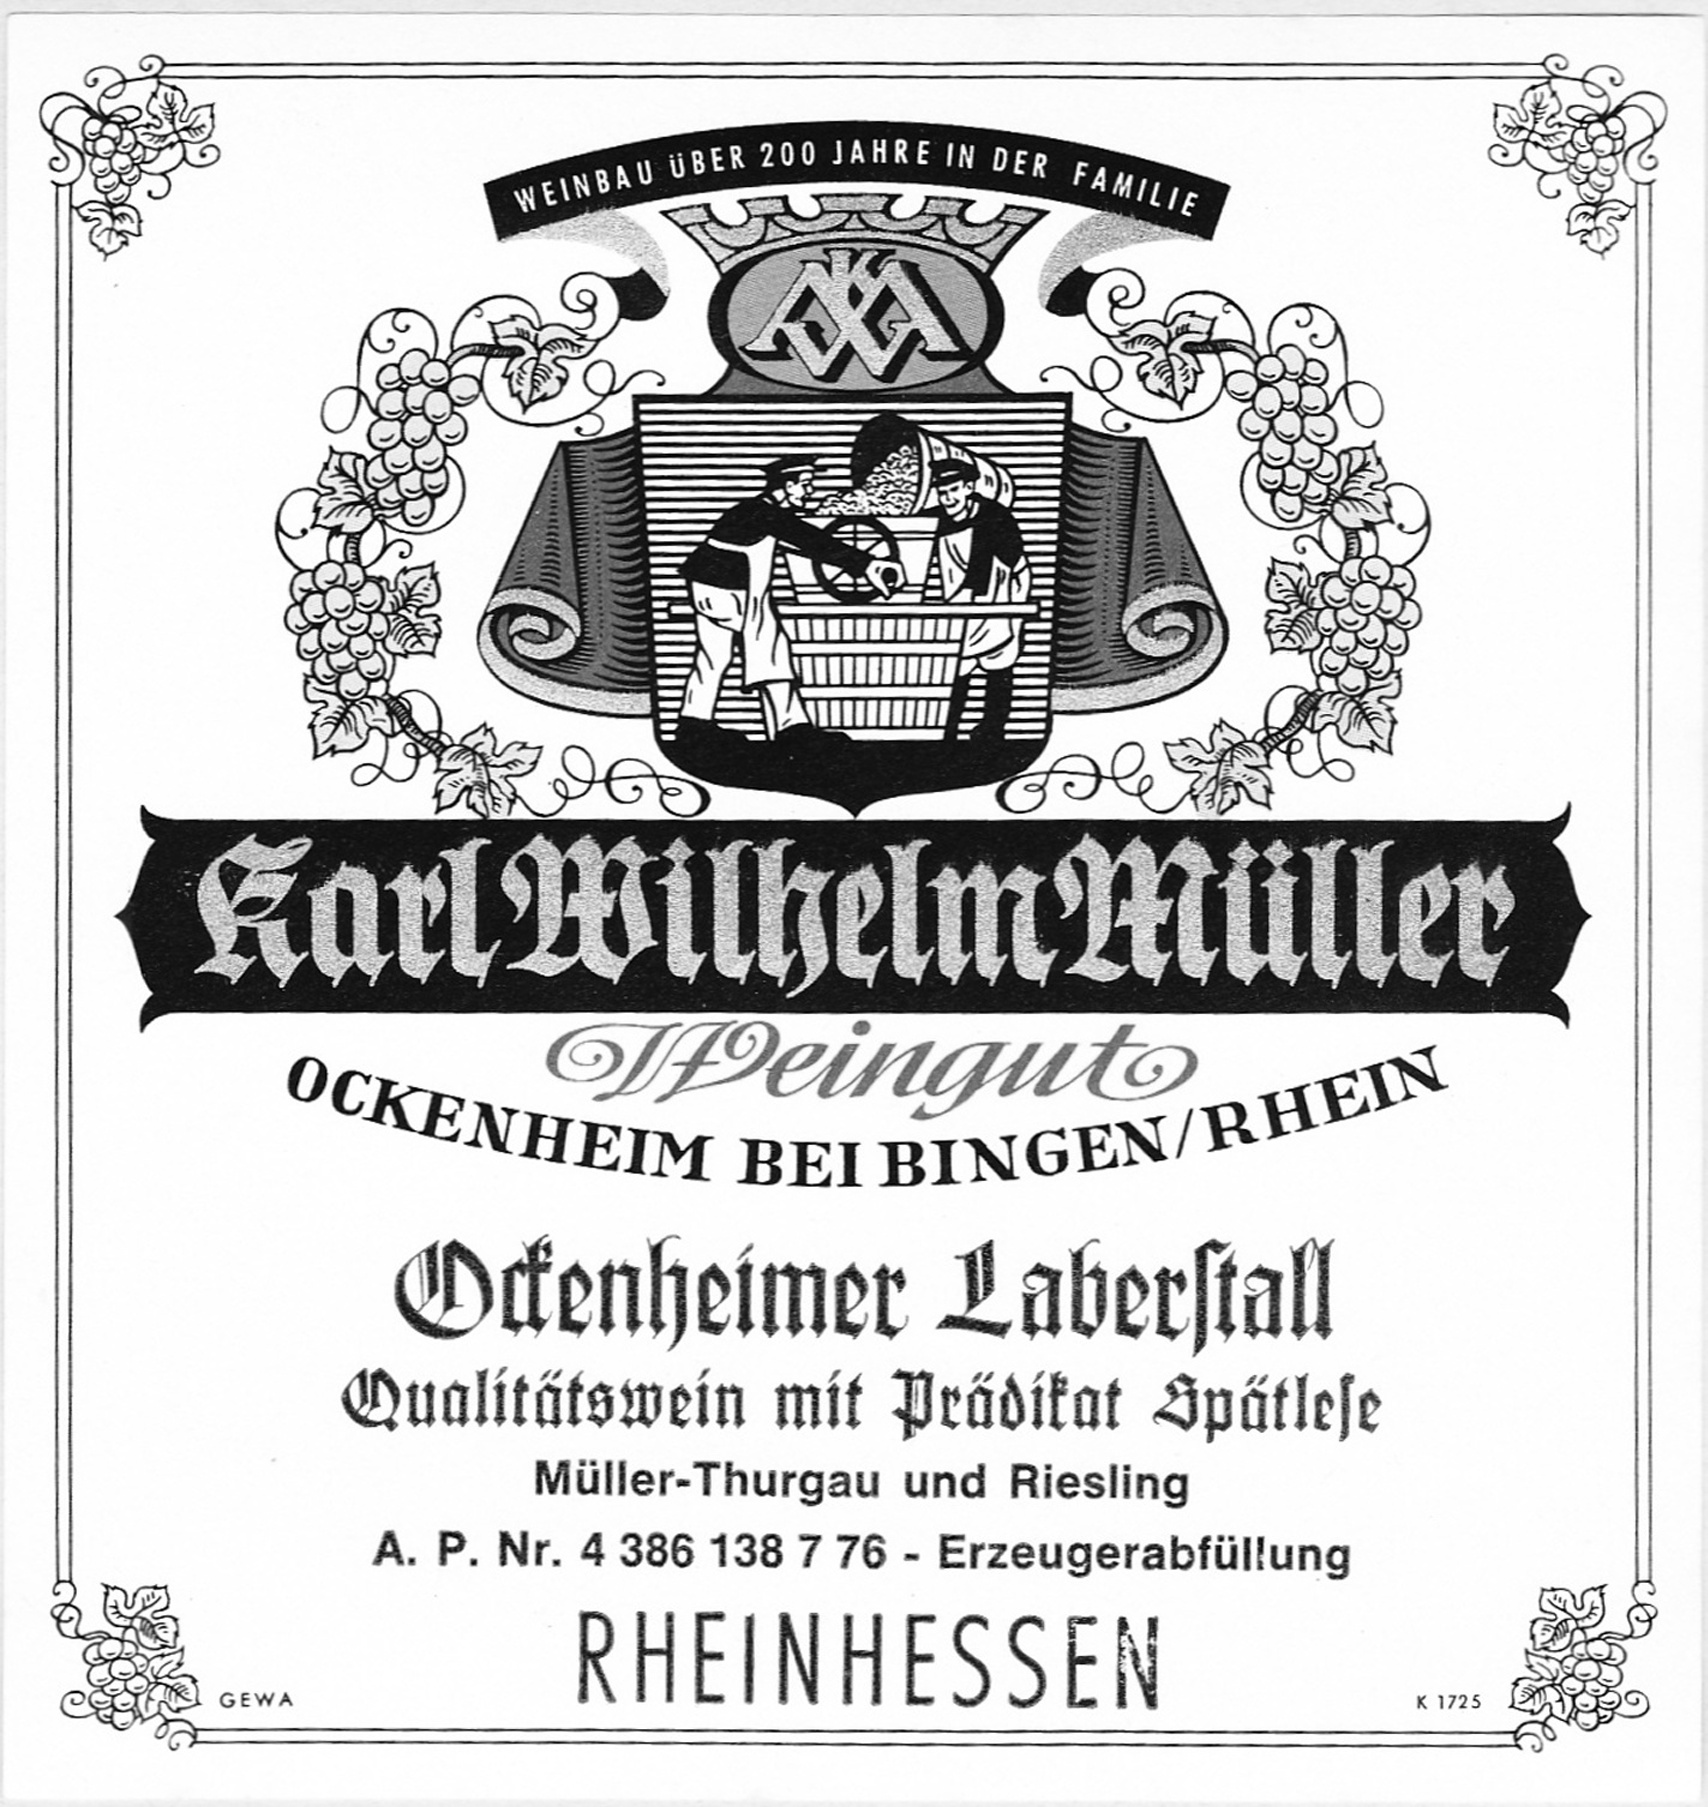 WEINBAU ÜBER 200 JAHRE IN DER FAMILIE
KWM
Karl Wilhelm Müller
Weingut
OCKENHEIM BEI BINGEN/RHEIN
Ockenheimer Laberſtall
Qualitätswein mit Prädikat Spätleſe
Müller-Thurgau und Riesling
A. P. Nr. 4 386 138 7 76 - Erzeugerabfüllung
RHEINHESSEN
GEWA
K 1725